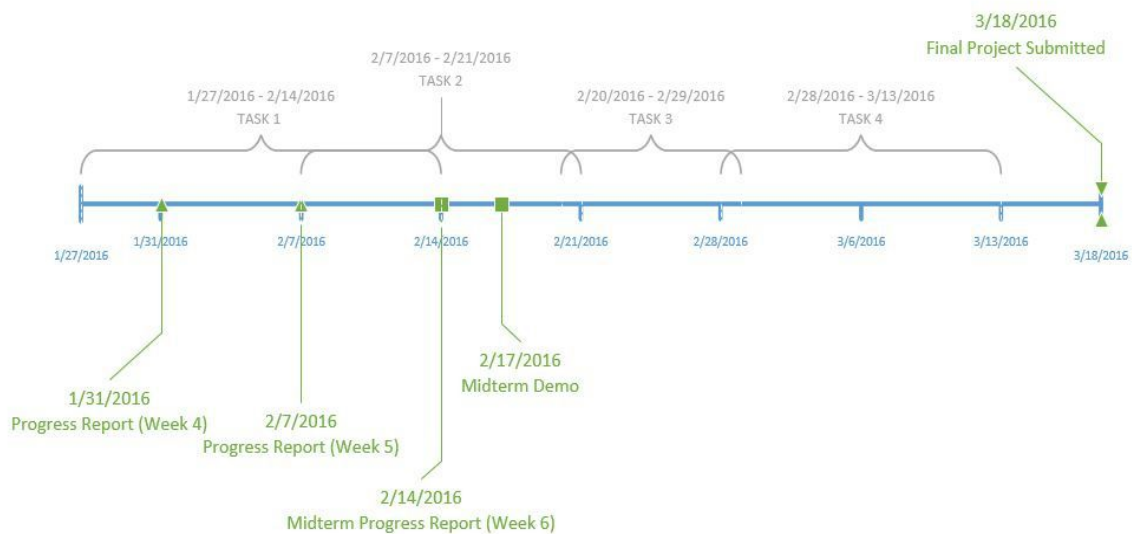 3/18/2016
Final Project Submitted
2/7/2016 - 2/21/2016
TASK 2
1/27/2016 - 2/14/2016
TASK 1
2/20/2016 - 2/29/2016
TASK 3
2/28/2016 - 3/13/2016
TASK 4
1/27/2016
1/31/2016
2/7/2016
2/14/2016
2/21/2016
2/28/2016
3/6/2016
3/13/2016
3/18/2016
2/17/2016
Midterm Demo
1/31/2016
Progress Report (Week 4)
2/7/2016
Progress Report (Week 5)
2/14/2016
Midterm Progress Report (Week 6)